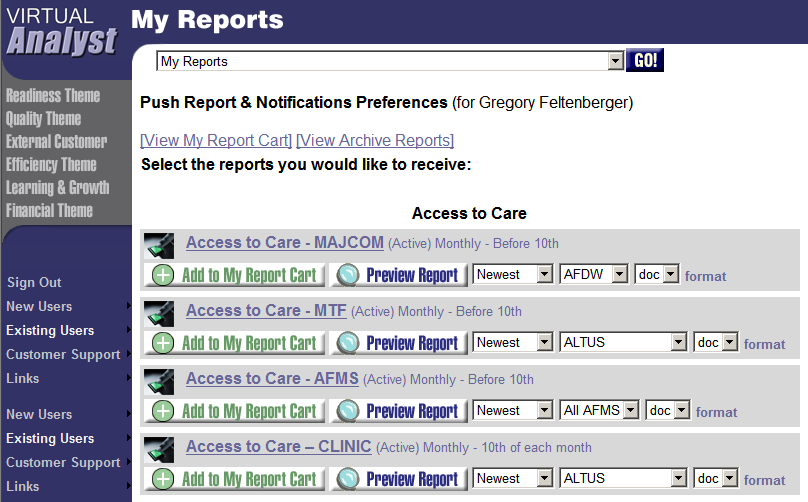 VIRTUAL
Analyst
My Reports
My Reports GO!
Readiness Theme
Quality Theme
External Customer
Efficiency Theme
Learning & Growth
Financial Theme
Sign Out
New Users
Existing Users
Customer Support
Links
New Users
Existing Users
Customer Support
Links
Push Report & Notifications Preferences (for Gregory Feltenberger)
[View My Report Cart] [View Archive Reports]
Select the reports you would like to receive:
Access to Care
Access to Care - MAJCOM (Active) Monthly - Before 10th
Add to My Report Cart Preview Report Newest AFDW doc format
Access to Care - MTF (Active) Monthly - Before 10th
Add to My Report Cart Preview Report Newest ALTUS doc format
Access to Care - AFMS (Active) Monthly - Before 10th
Add to My Report Cart Preview Report Newest All AFMS doc format
Access to Care – CLINIC (Active) Monthly - 10th of each month
Add to My Report Cart Preview Report Newest ALTUS doc format